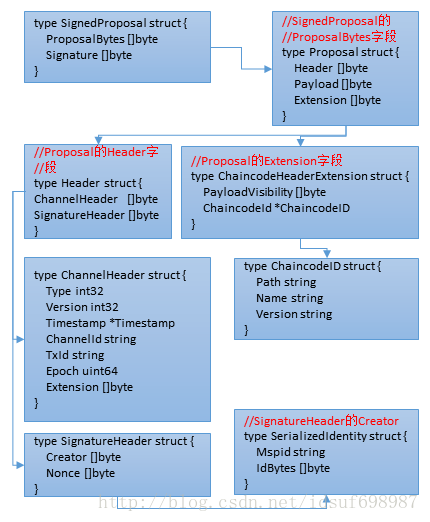 type SignedProposal struct {
ProposalBytes []byte
Signature []byte
}
//SignedProposal的
//ProposalBytes字段
type Proposal struct {
Header []byte
Payload []byte
Extension []byte
}
//Proposal的Header字
//段
type Header struct {
ChannelHeader []byte
SignatureHeader []byte
}
//Proposal的Extension字段
type ChaincodeHeaderExtension struct {
PayloadVisibility []byte
ChaincodeId *ChaincodeID
}
type ChannelHeader struct {
Type int32
Version int32
Timestamp *Timestamp
ChannelId string
TxId string
Epoch uint64
Extension []byte
}
type ChaincodeID struct {
Path string
Name string
Version string
}
type SignatureHeader struct {
Creator []byte
Nonce []byte
}
//SignatureHeader的Creator
type SerializedIdentity struct {
Mspid string
IdBytes []byte
}
http://blog.csdn.net/idsuf698987